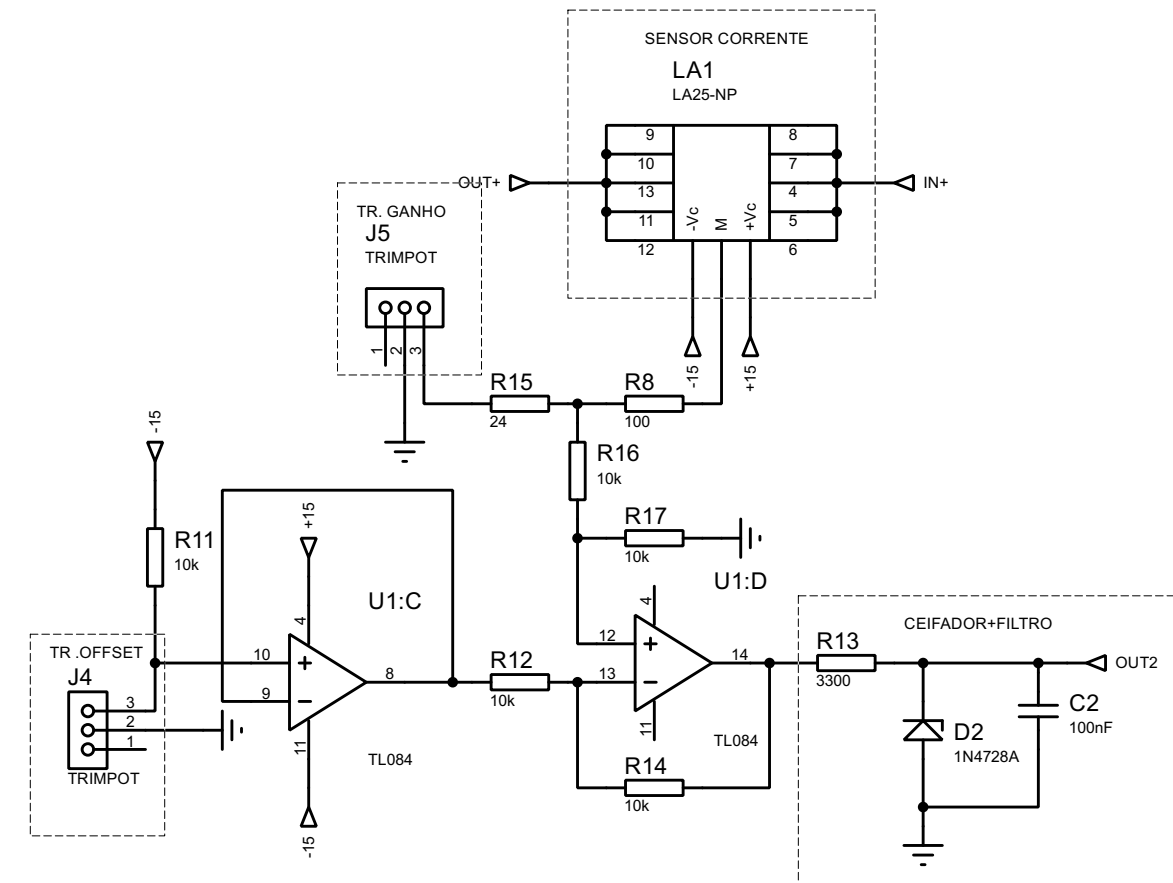 SENSOR CORRENTE
LA1
LA25-NP
9
8
10
7
OUT+
13
4
IN+
11
5
12
6
-Vc
M
+Vc
TR. GANHO
J5
TRIMPOT
1
2
3
-15
+15
R15
24
R8
100
-15
R16
10k
R11
10k
+15
R17
10k
U1:C
U1:D
4
4
CEIFADOR+FILTRO
TR .OFFSET
J4
3
2
1
TRIMPOT
10
9
8
11
TL084
-15
R12
10k
12
13
14
11
TL084
R14
10k
R13
3300
OUT2
D2
1N4728A
C2
100nF